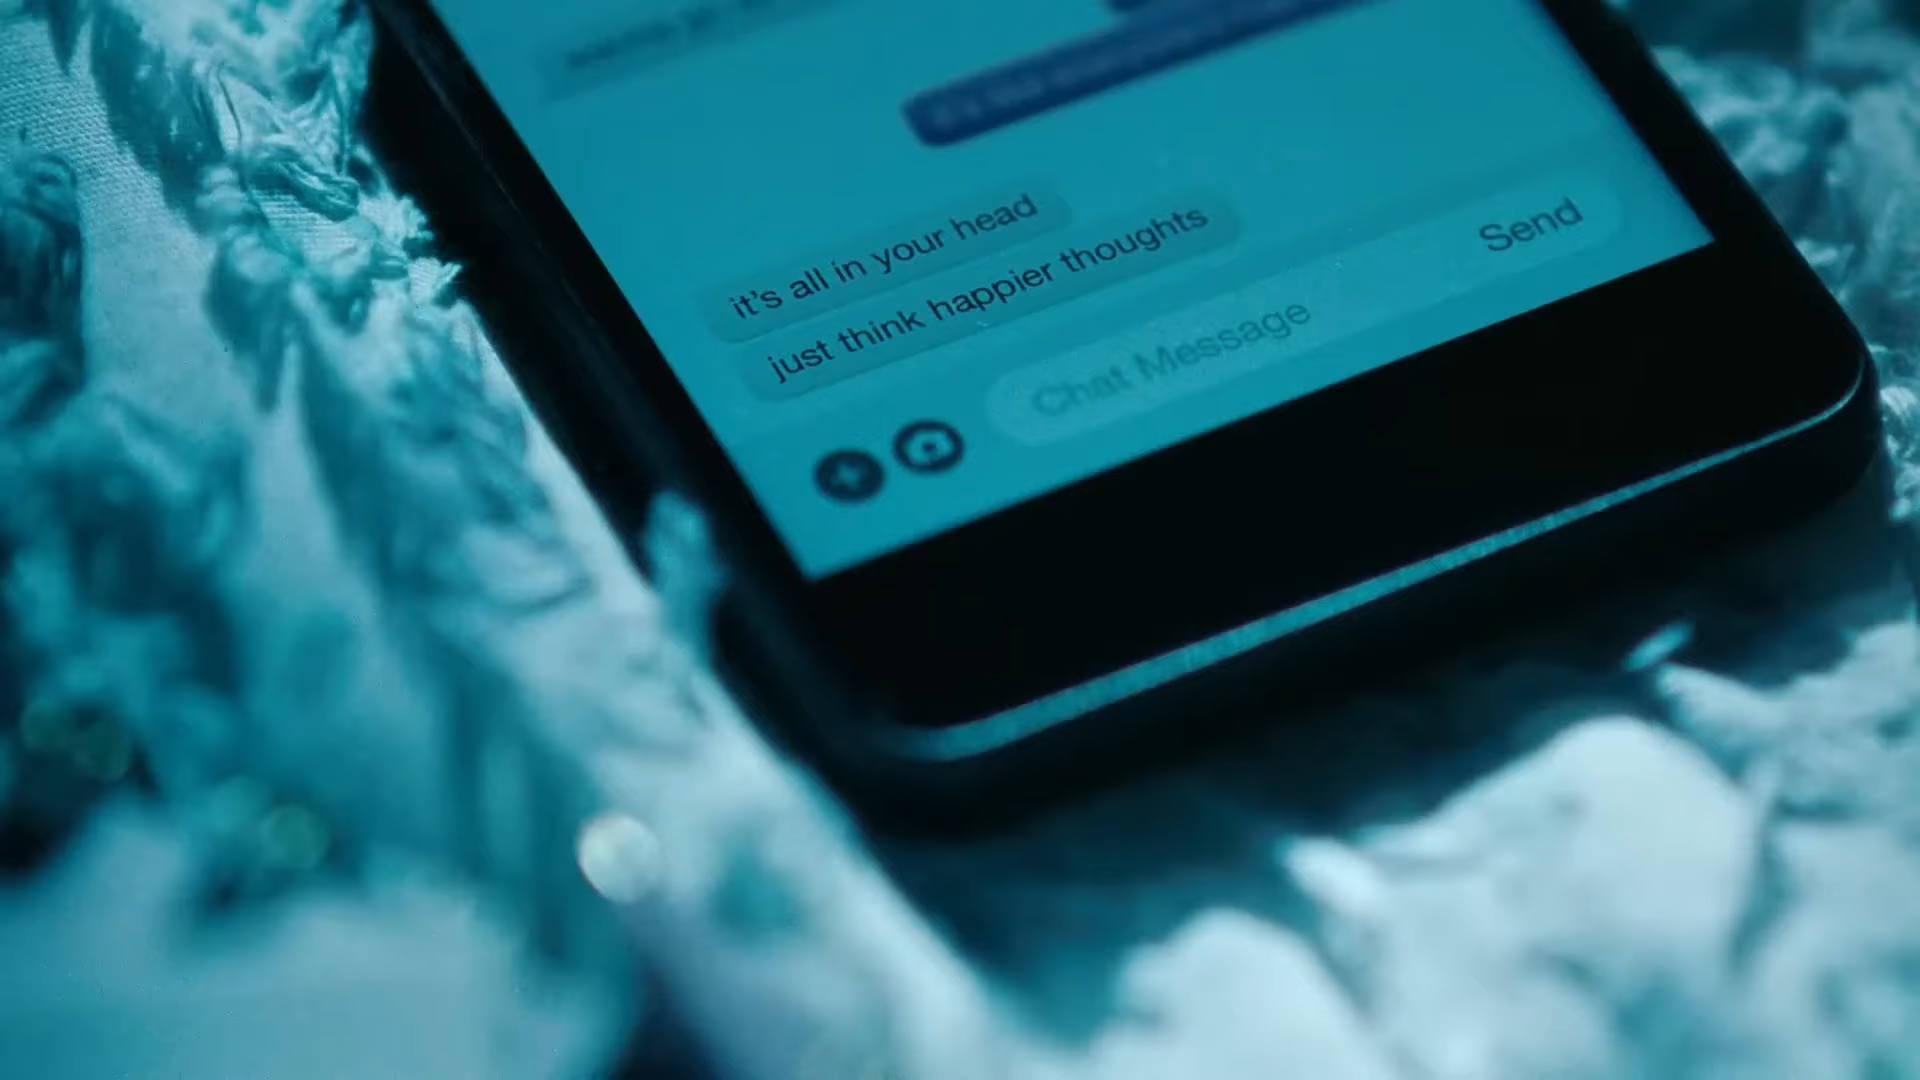 it's all in your head
just think happier thoughts
Chat Message
Send